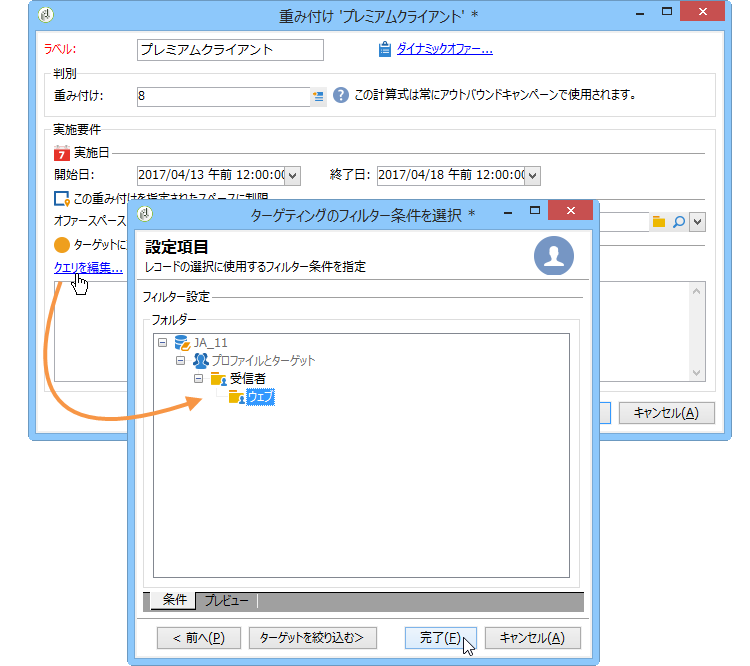 重み付け 'プレミアムクライアント' *
ラベル: プレミアムクライアント ダイナミックオファー...
判別
重み付け: 8 この計算式は常にアウトバウンドキャンペーンで使用されます。
実施要件
7 実施日
開始日: 2017/04/13 午前 12:00:00 終了日: 2017/04/18 午前 12:00:00
この重み付けを指定されたスペースに制限
オファースペース
ターゲットに
クエリを編集...
キャンセル(A)
ターゲティングのフィルター条件を選択 *
設定項目
レコードの選択に使用するフィルター条件を指定
フィルター設定
フォルダー
JA_11
プロファイルとターゲット
受信者
ウェブ
条件 プレビュー
< 前へ(P) ターゲットを絞り込む> 完了(F) キャンセル(A)